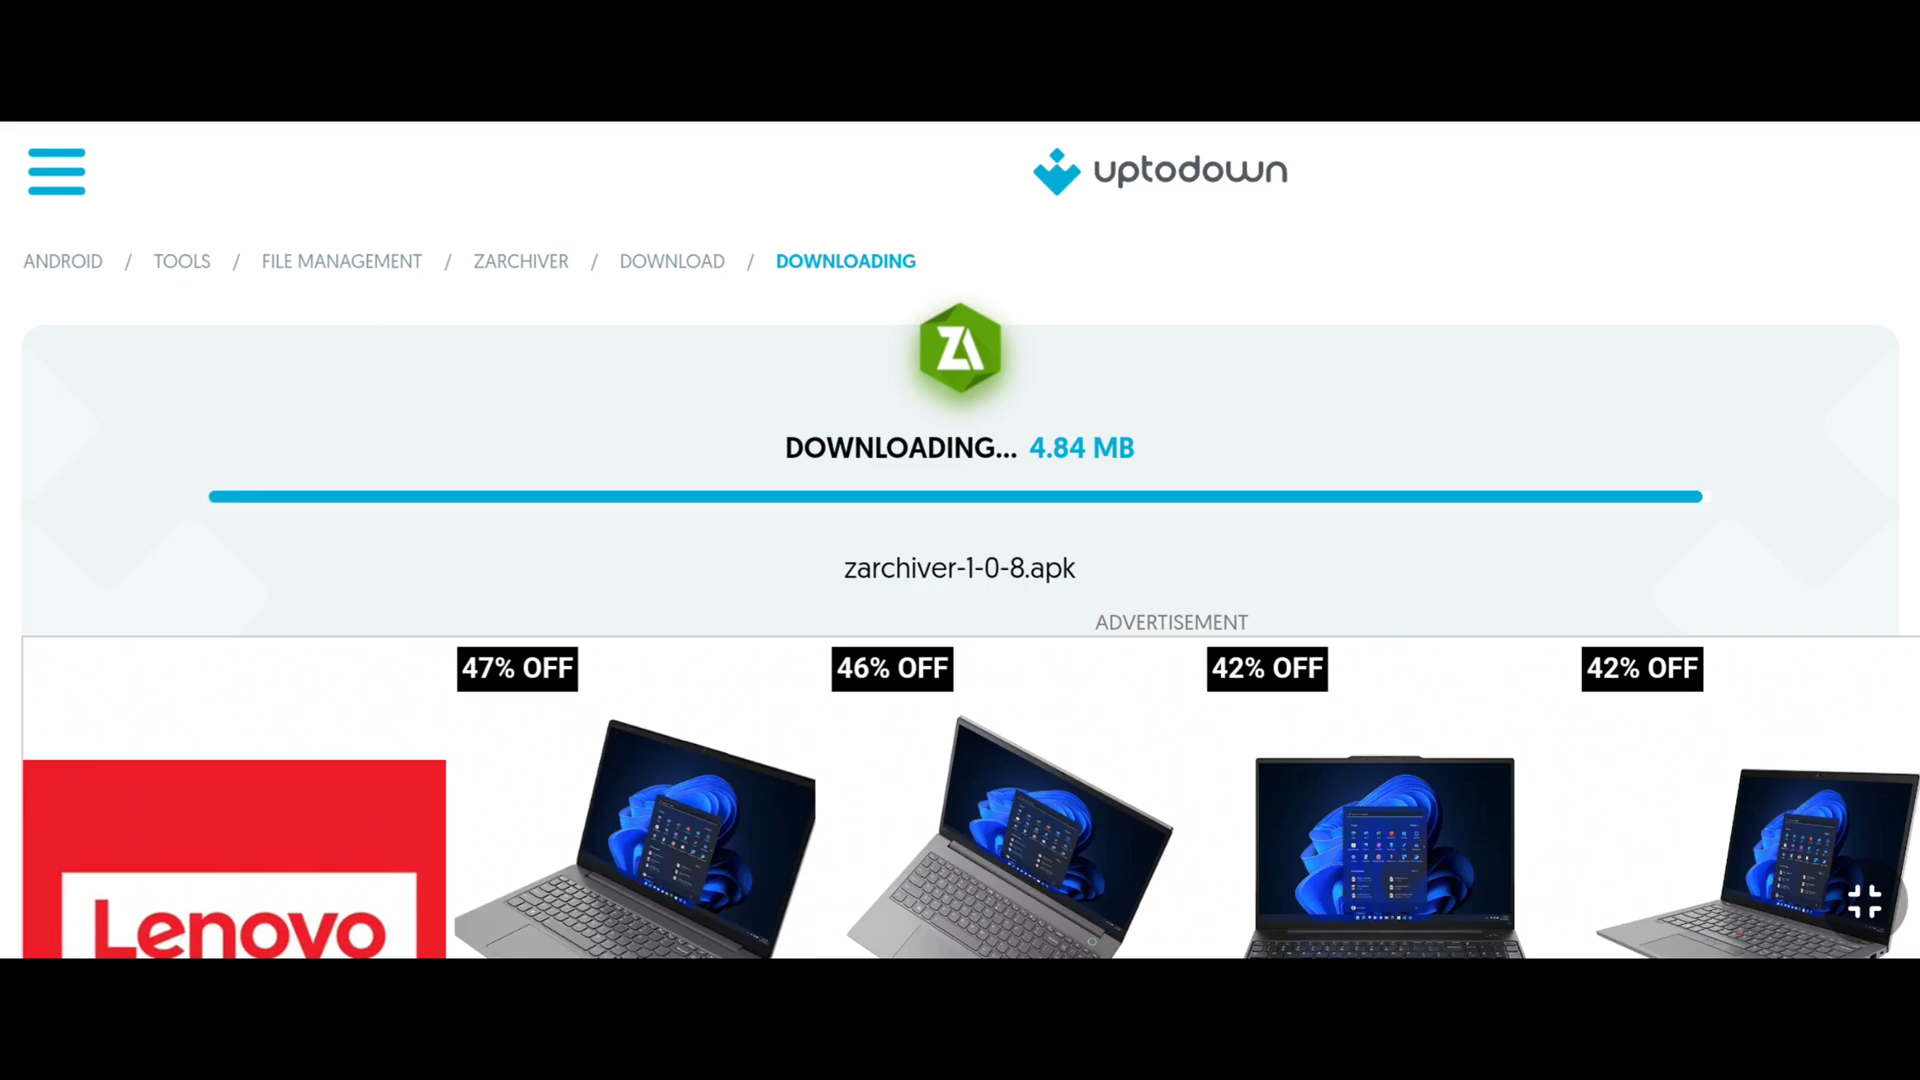 uptodown
ANDROID / TOOLS / FILE MANAGEMENT / ZARCHIVER / DOWNLOAD / DOWNLOADING
ZA
DOWNLOADING... 4.84 MB
zarchiver-1-0-8.apk
ADVERTISEMENT
47% OFF
46% OFF
42% OFF
42% OFF
Lenovo